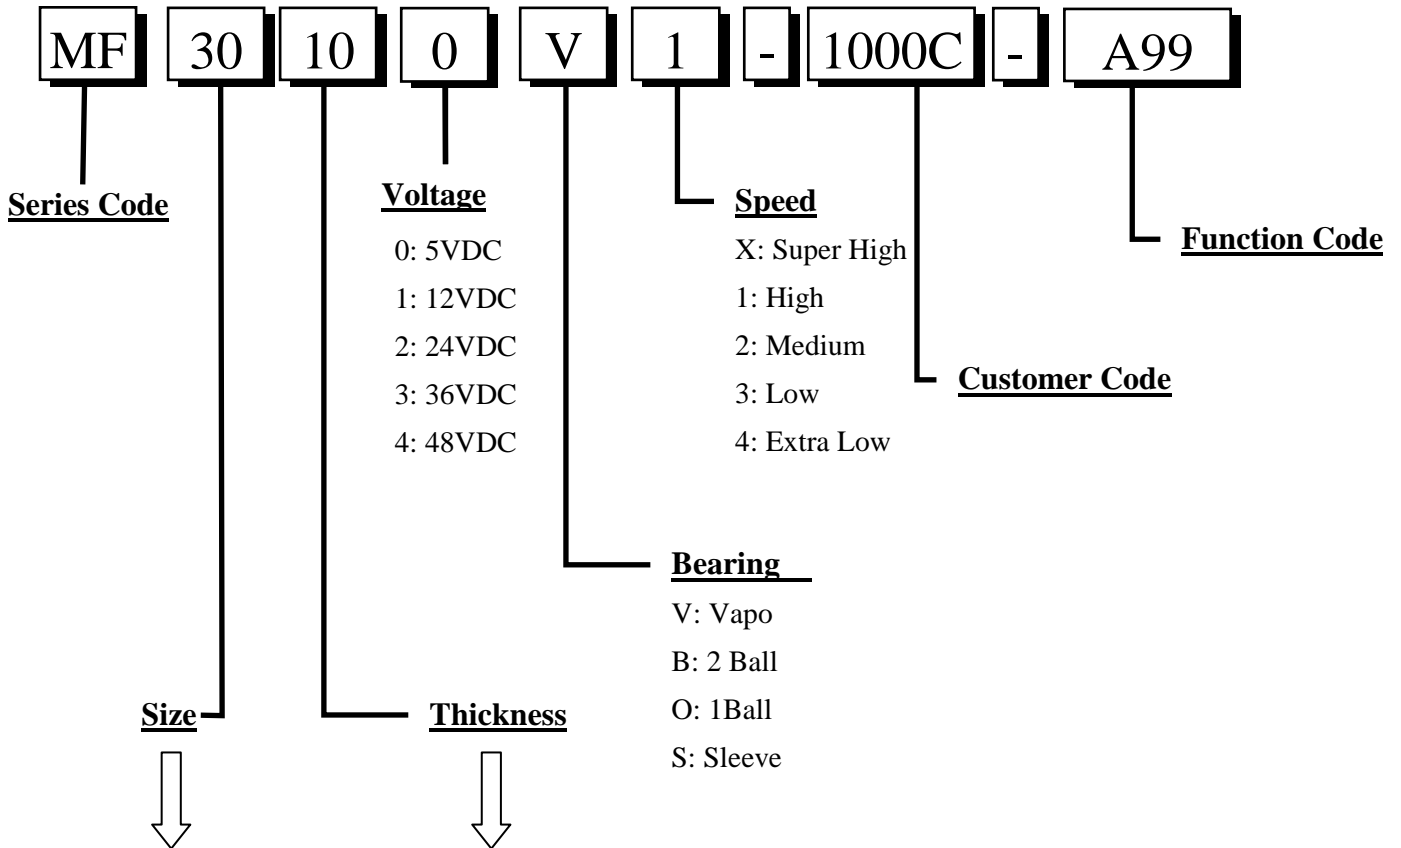 MF 30 10 0 V 1 - 1000C - A99
Series Code
Voltage
0: 5VDC
1: 12VDC
2: 24VDC
3: 36VDC
4: 48VDC
Speed
X: Super High
1: High
2: Medium
3: Low
4: Extra Low
Function Code
Customer Code
Bearing
V: Vapo
B: 2 Ball
O: 1Ball
S: Sleeve
Size
Thickness